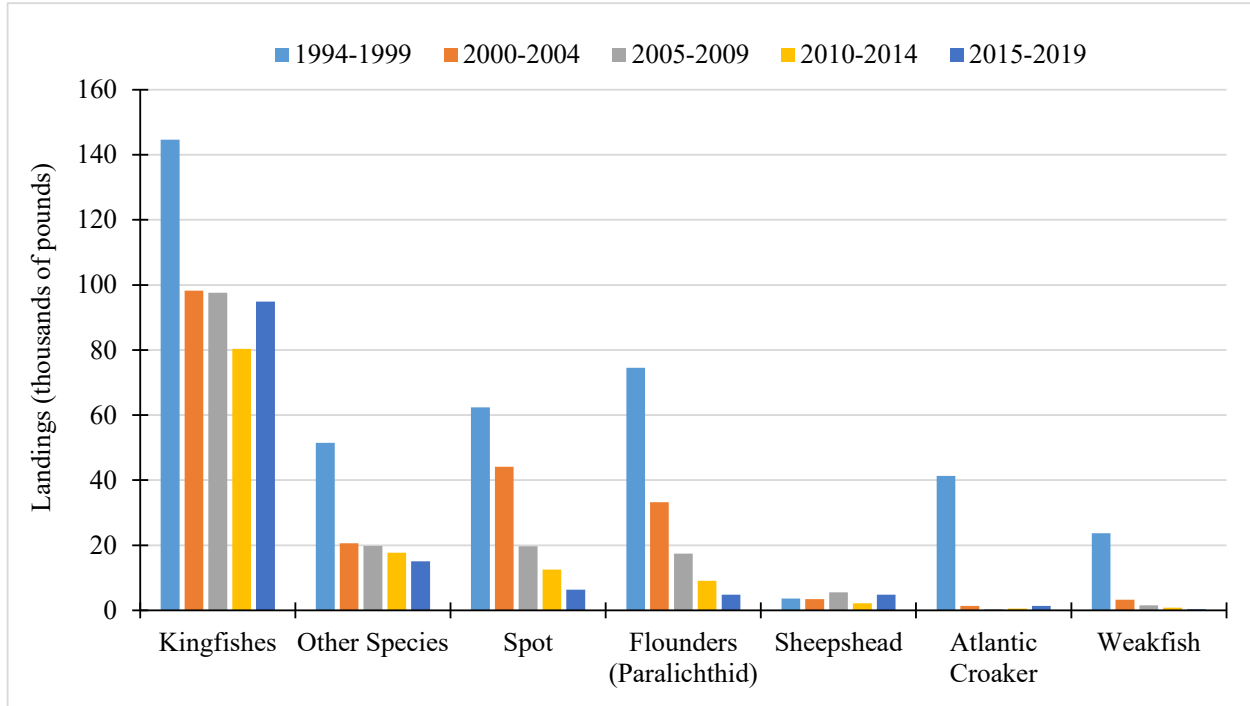 1994-1999 2000-2004 2005-2009 2010-2014 2015-2019
160
140
120
100
80
60
40
20
0
Landings (thousands of pounds)
Kingfishes Other Species Spot Flounders Sheepshead Atlantic Weakfish
(Paralichthid) Croaker